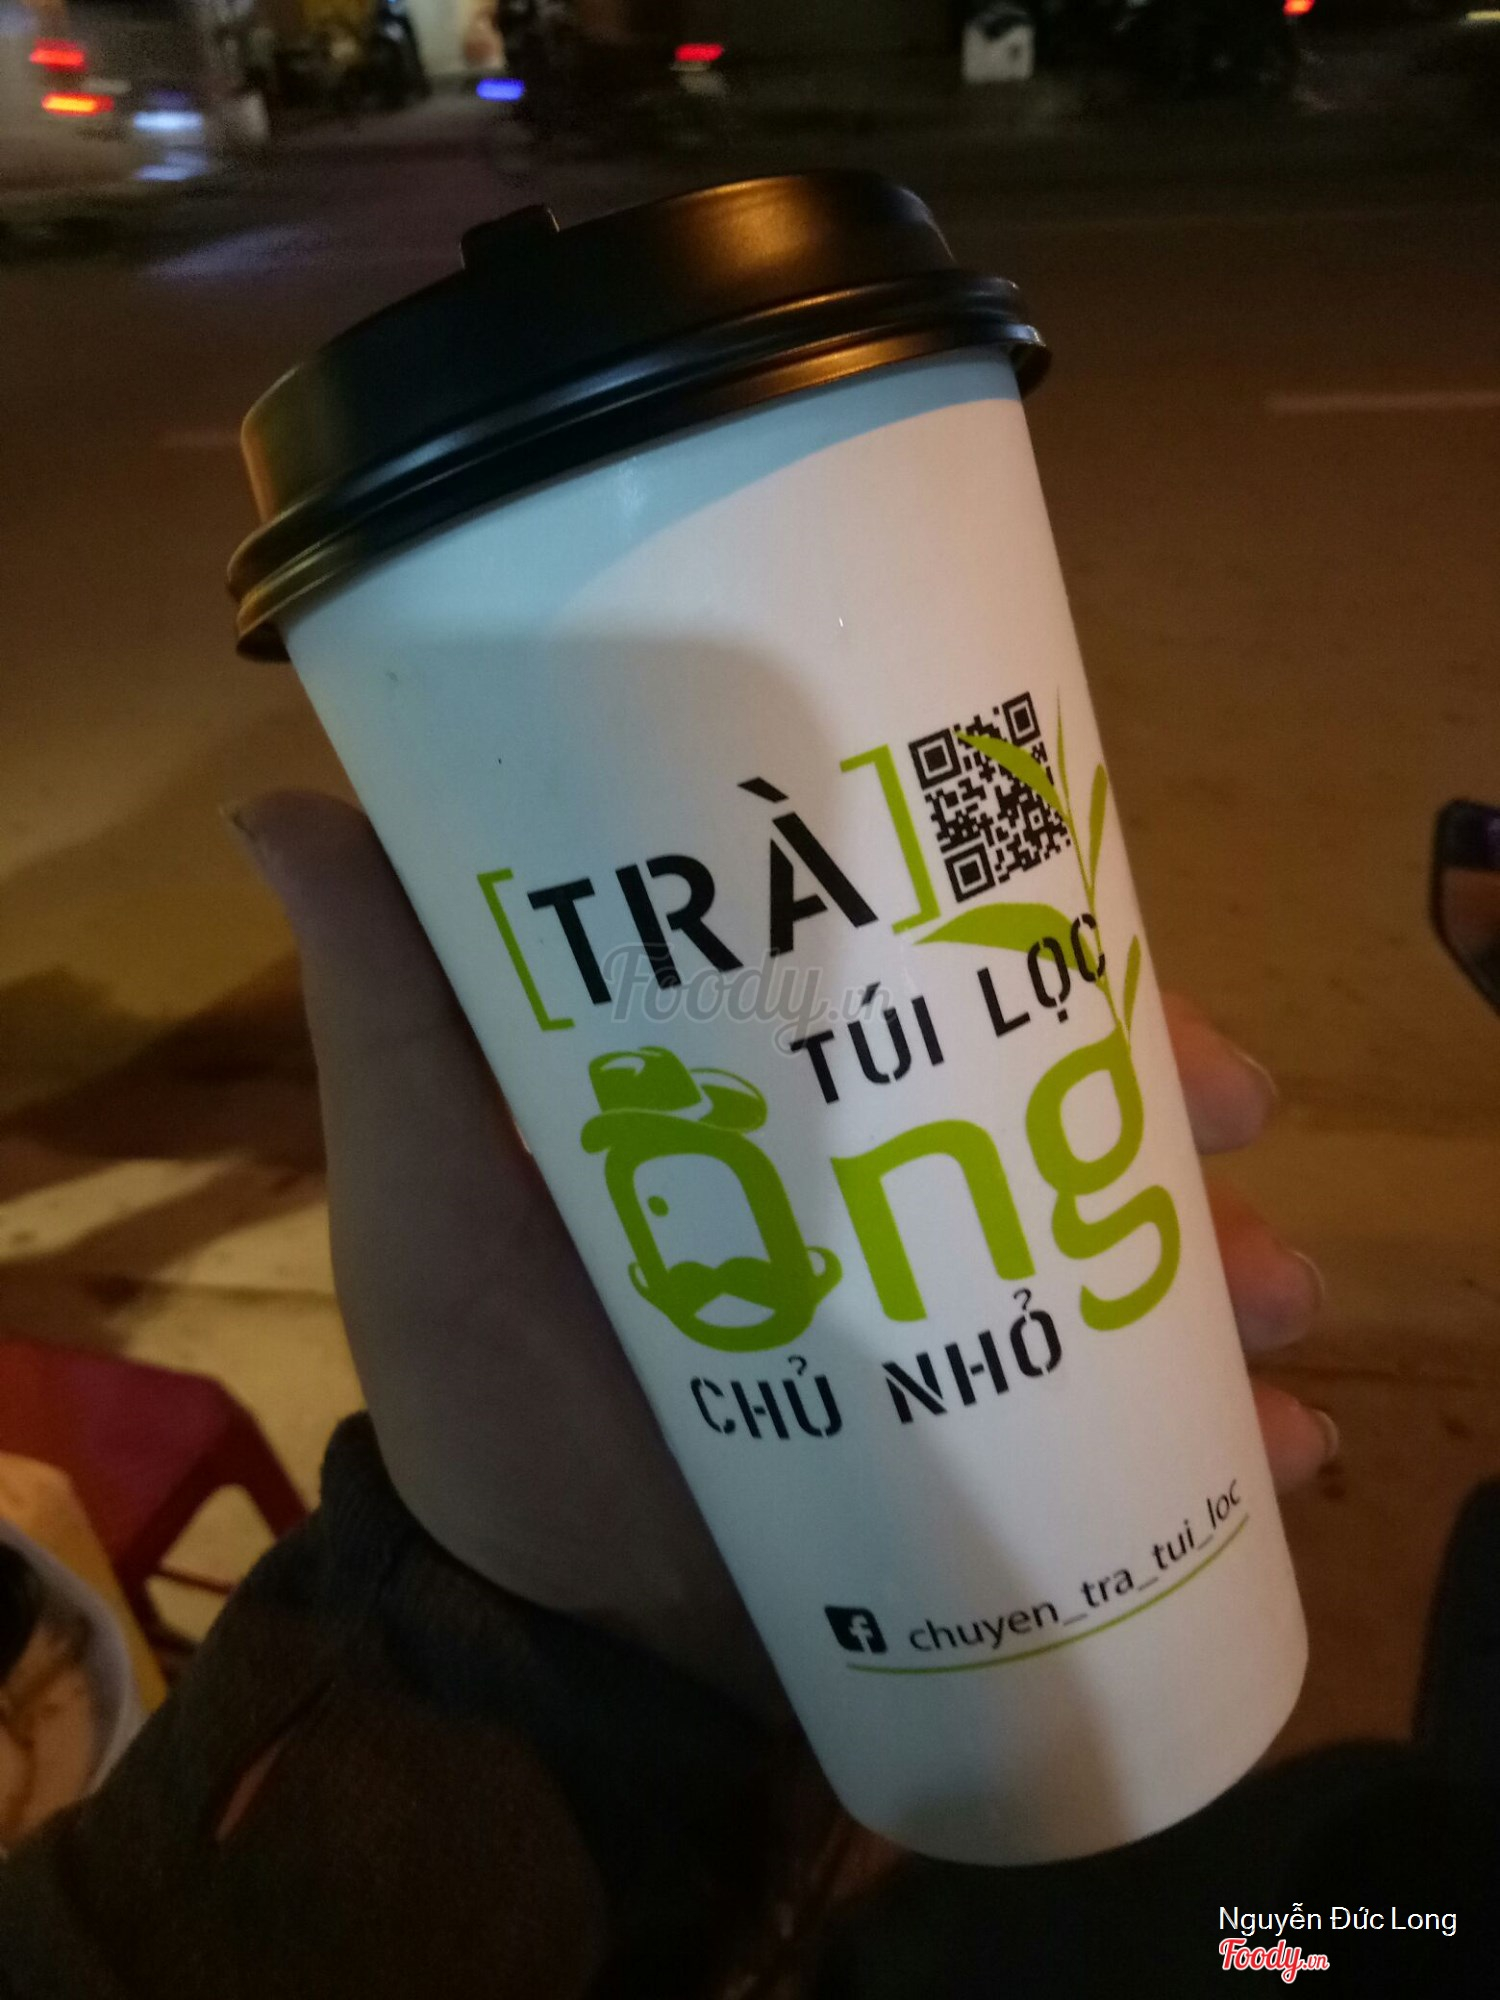 [TRÀ]
TÚI LỌC
Ông
CHỦ NHỎ
chuyen_tra_tui_loc
Foody.vn
Nguyễn Đức Long
Foody.vn